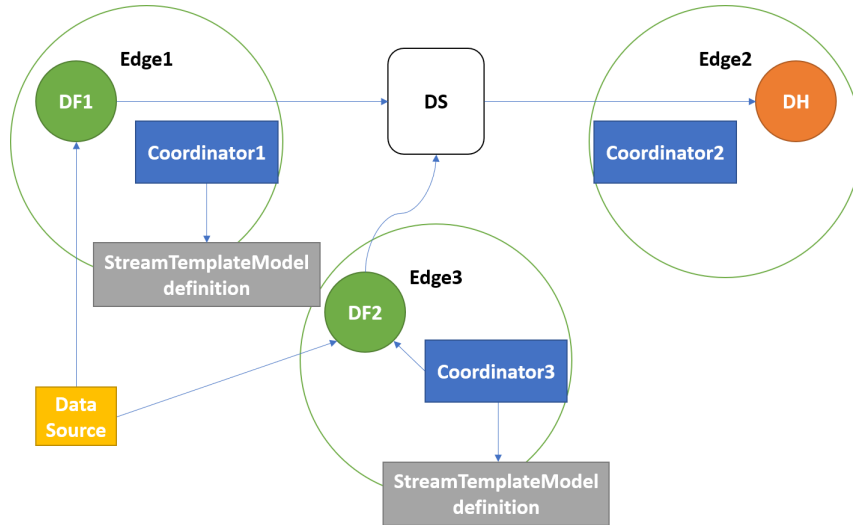 Edge1
DF1
Coordinator1
StreamTemplateModel
definition
DS
Edge2
DH
Coordinator2
Edge3
DF2
Coordinator3
StreamTemplateModel
definition
Data
Source